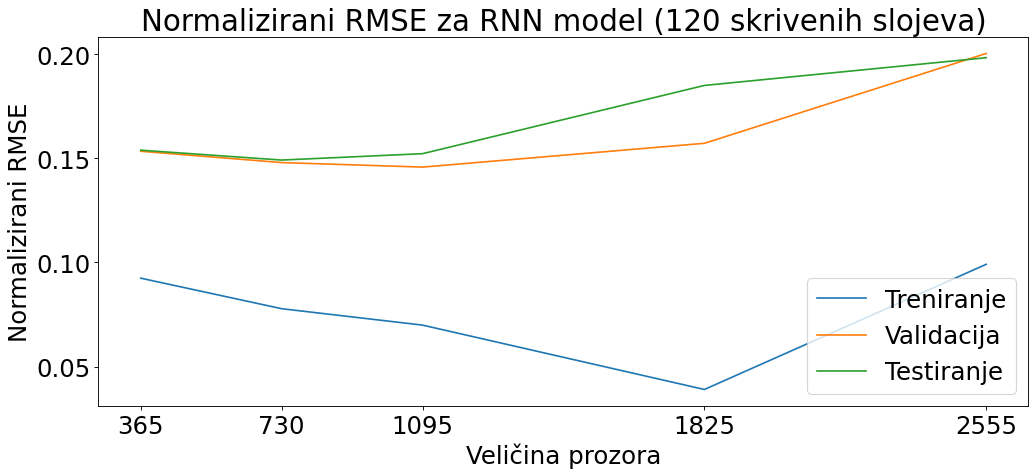 Normalizirani RMSE za RNN model (120 skrivenih slojeva)
Normalizirani RMSE
0.20
0.15
0.10
0.05
Treniranje
Validacija
Testiranje
365 730 1095 1825 2555
Veličina prozora